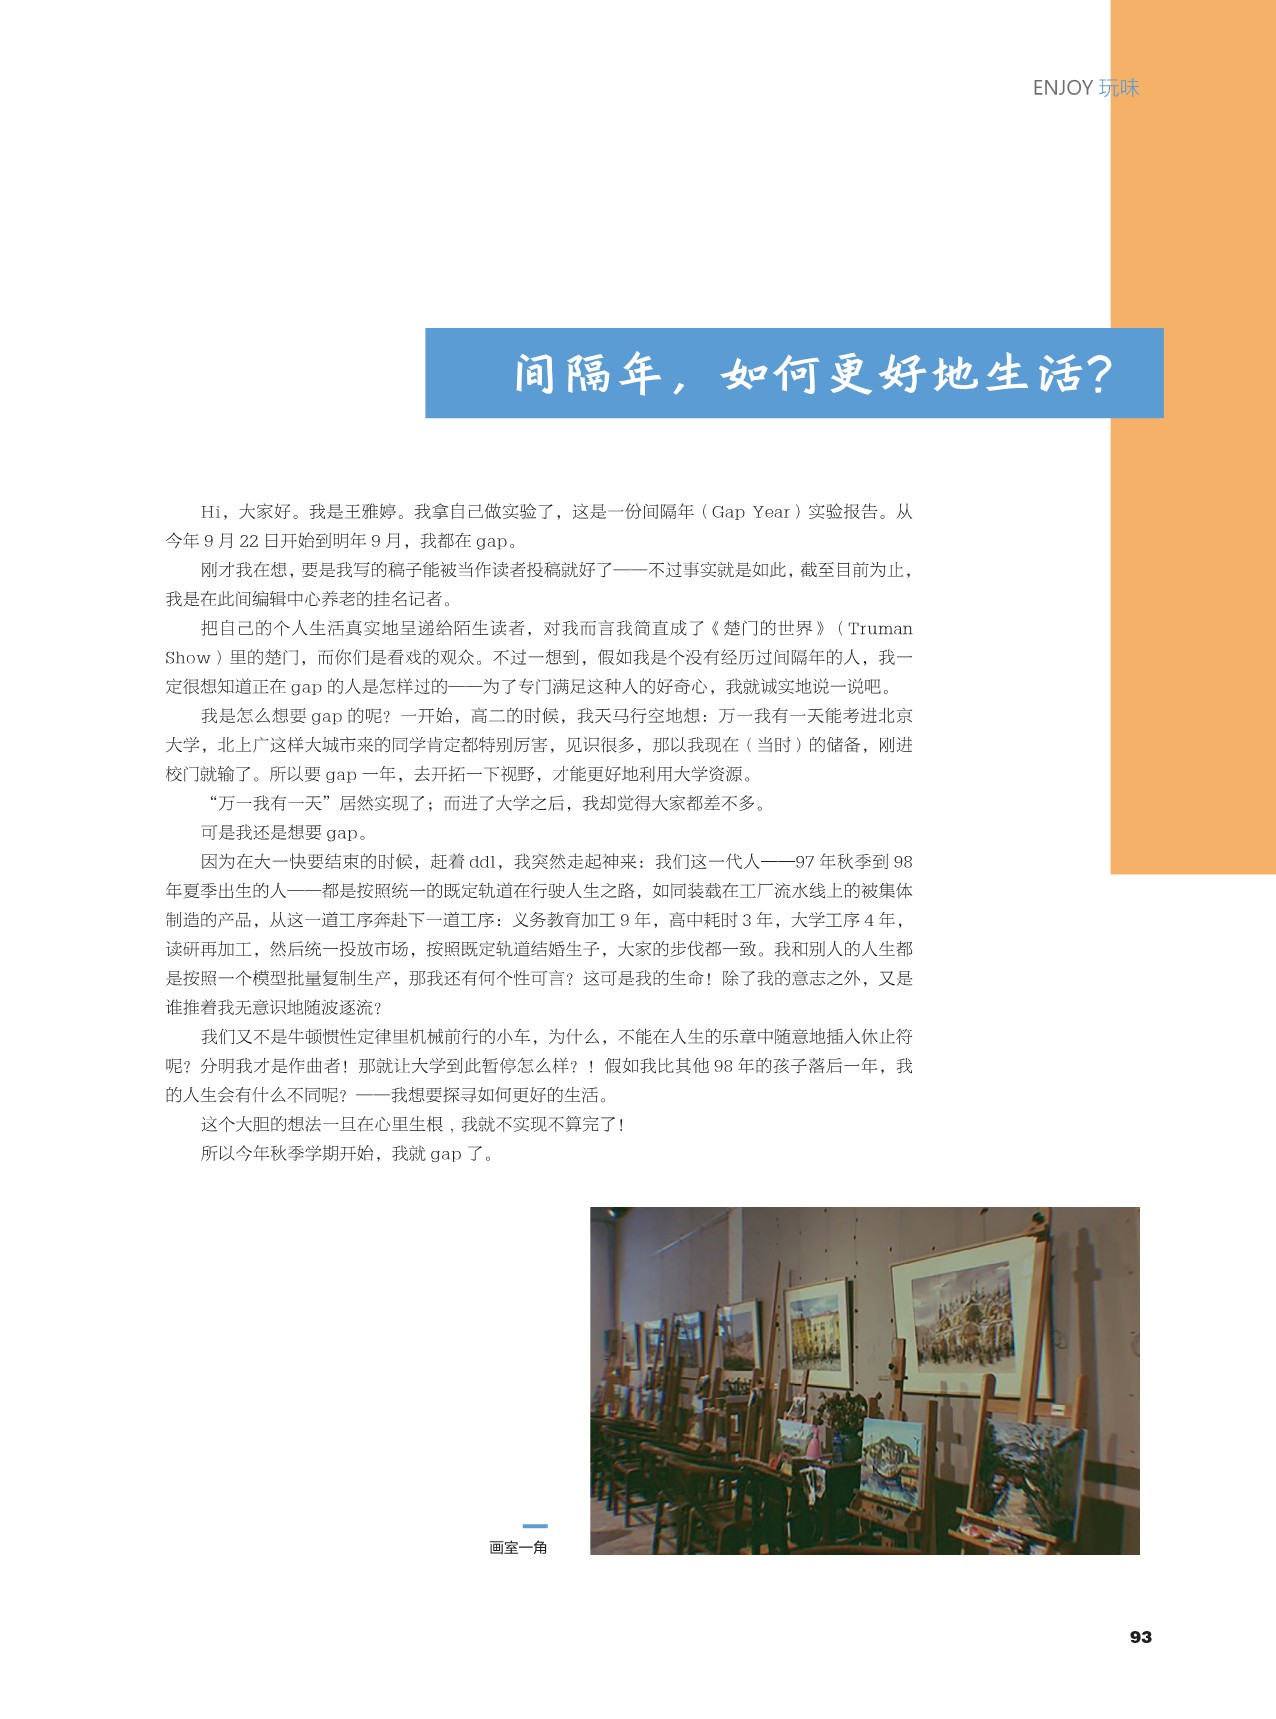 ENJOY 玩味
间隔年，如何更好地生活？
Hi，大家好。我是王雅婷。我拿自己做实验了，这是一份间隔年（Gap Year）实验报告。从
今年 9 月 22 日开始到明年 9 月，我都在 gap。
刚才我在想，要是我写的稿子能被当作读者投稿就好了——不过事实就是如此，截至目前为止，
我是在此间编辑中心养老的挂名记者。
把自己的个人生活真实地呈递给陌生读者，对我而言我简直成了《楚门的世界》（Truman
Show）里的楚门，而你们是看戏的观众。不过一想到，假如我是个没有经历过间隔年的人，我一
定很想知道正在 gap 的人是怎样过的——为了专门满足这种人的好奇心，我就诚实地说一说吧。
我是怎么想要 gap 的呢？一开始，高二的时候，我天马行空地想：万一我有一天能考进北京
大学，北上广这样大城市来的同学肯定都特别厉害，见识很多，那以我现在（当时）的储备，刚进
校门就输了。所以要 gap 一年，去开拓一下视野，才能更好地利用大学资源。
“万一我有一天”居然实现了；而进了大学之后，我却觉得大家都差不多。
可是我还是想要 gap。
因为在大一快要结束的时候，赶着 ddl，我突然走起神来：我们这一代人——97 年秋季到 98
年夏季出生的人——都是按照统一的既定轨道在行驶人生之路，如同装载在工厂流水线上的被集体
制造的产品，从这一道工序奔赴下一道工序：义务教育加工 9 年，高中耗时 3 年，大学工序 4 年，
读研再加工，然后统一投放市场，按照既定轨道结婚生子，大家的步伐都一致。我和别人的人生都
是按照一个模型批量复制生产，那我还有何个性可言？这可是我的生命！除了我的意志之外，又是
谁推着我无意识地随波逐流？
我们又不是牛顿惯性定律里机械前行的小车，为什么，不能在人生的乐章中随意地插入休止符
呢？分明我才是作曲者！那就让大学到此暂停怎么样？！假如我比其他 98 年的孩子落后一年，我
的人生会有什么不同呢？——我想要探寻如何更好的生活。
这个大胆的想法一旦在心里生根，我就不实现不算完了！
所以今年秋季学期开始，我就 gap 了。
画室一角
93